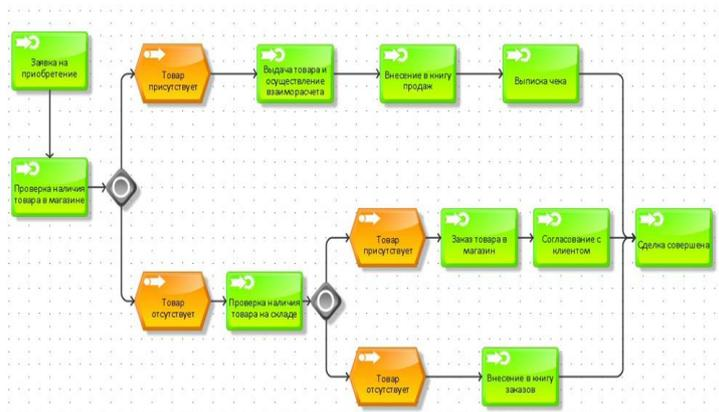 Заявка на
приобретение
Товар
присутствует
Выдача товара и
осуществление
взаиморасчета
Внесение в книгу
продаж
Выписка чека
Проверка наличия
товара в магазине
Товар
присутствует
Заказ товара в
магазин
Согласование с
клиентом
Сделка совершена
Товар
отсутствует
Проверка наличия
товара на складе
Товар
отсутствует
Внесение в книгу
заказов